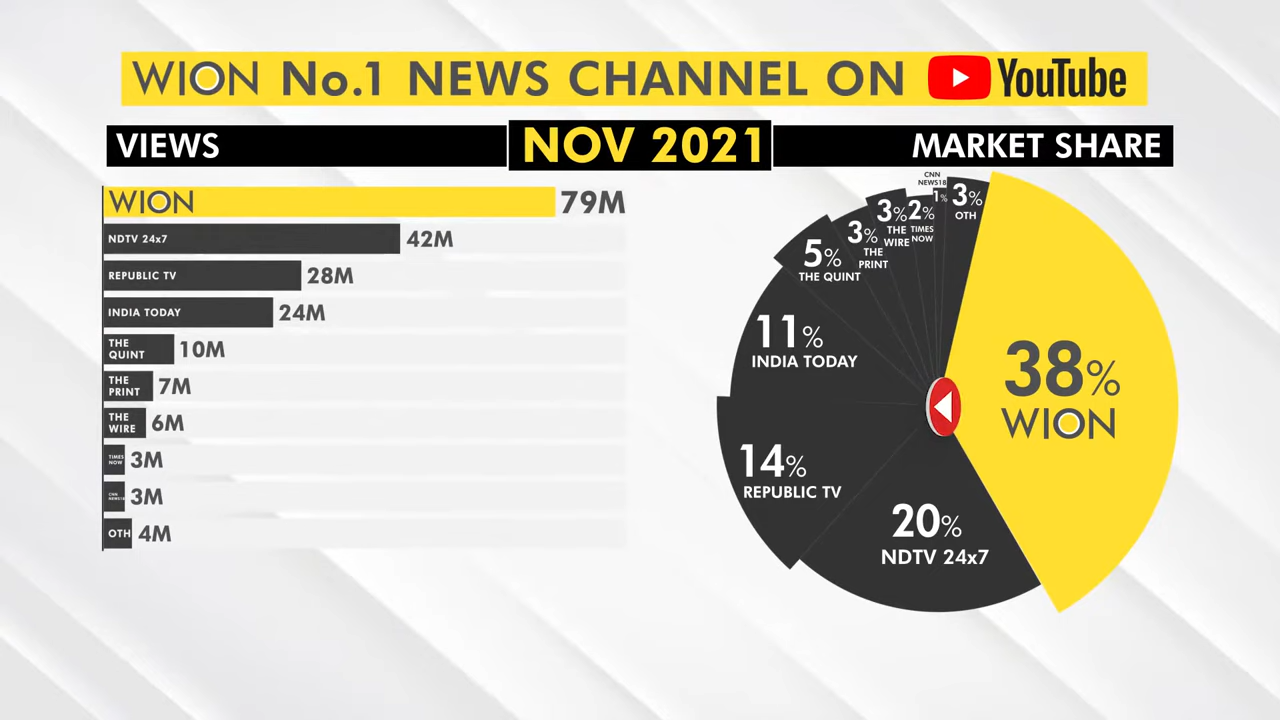 WION No.1 NEWS CHANNEL ON YouTube
VIEWS
NOV 2021
MARKET SHARE
WION 79M
NDTV 24x7 42M
REPUBLIC TV 28M
INDIA TODAY 24M
THE
QUINT 10M
THE
PRINT 7M
THE
WIRE 6M
TIMES
NOW 3M
CNN
NEWS18 3M
OTH 4M
CNN
NEWS18
1%
3%
OTH
2%
TIMES
NOW
3%
THE
WIRE
3%
THE
PRINT
5%
THE QUINT
11%
INDIA TODAY
14%
REPUBLIC TV
20%
NDTV 24x7
38%
WION